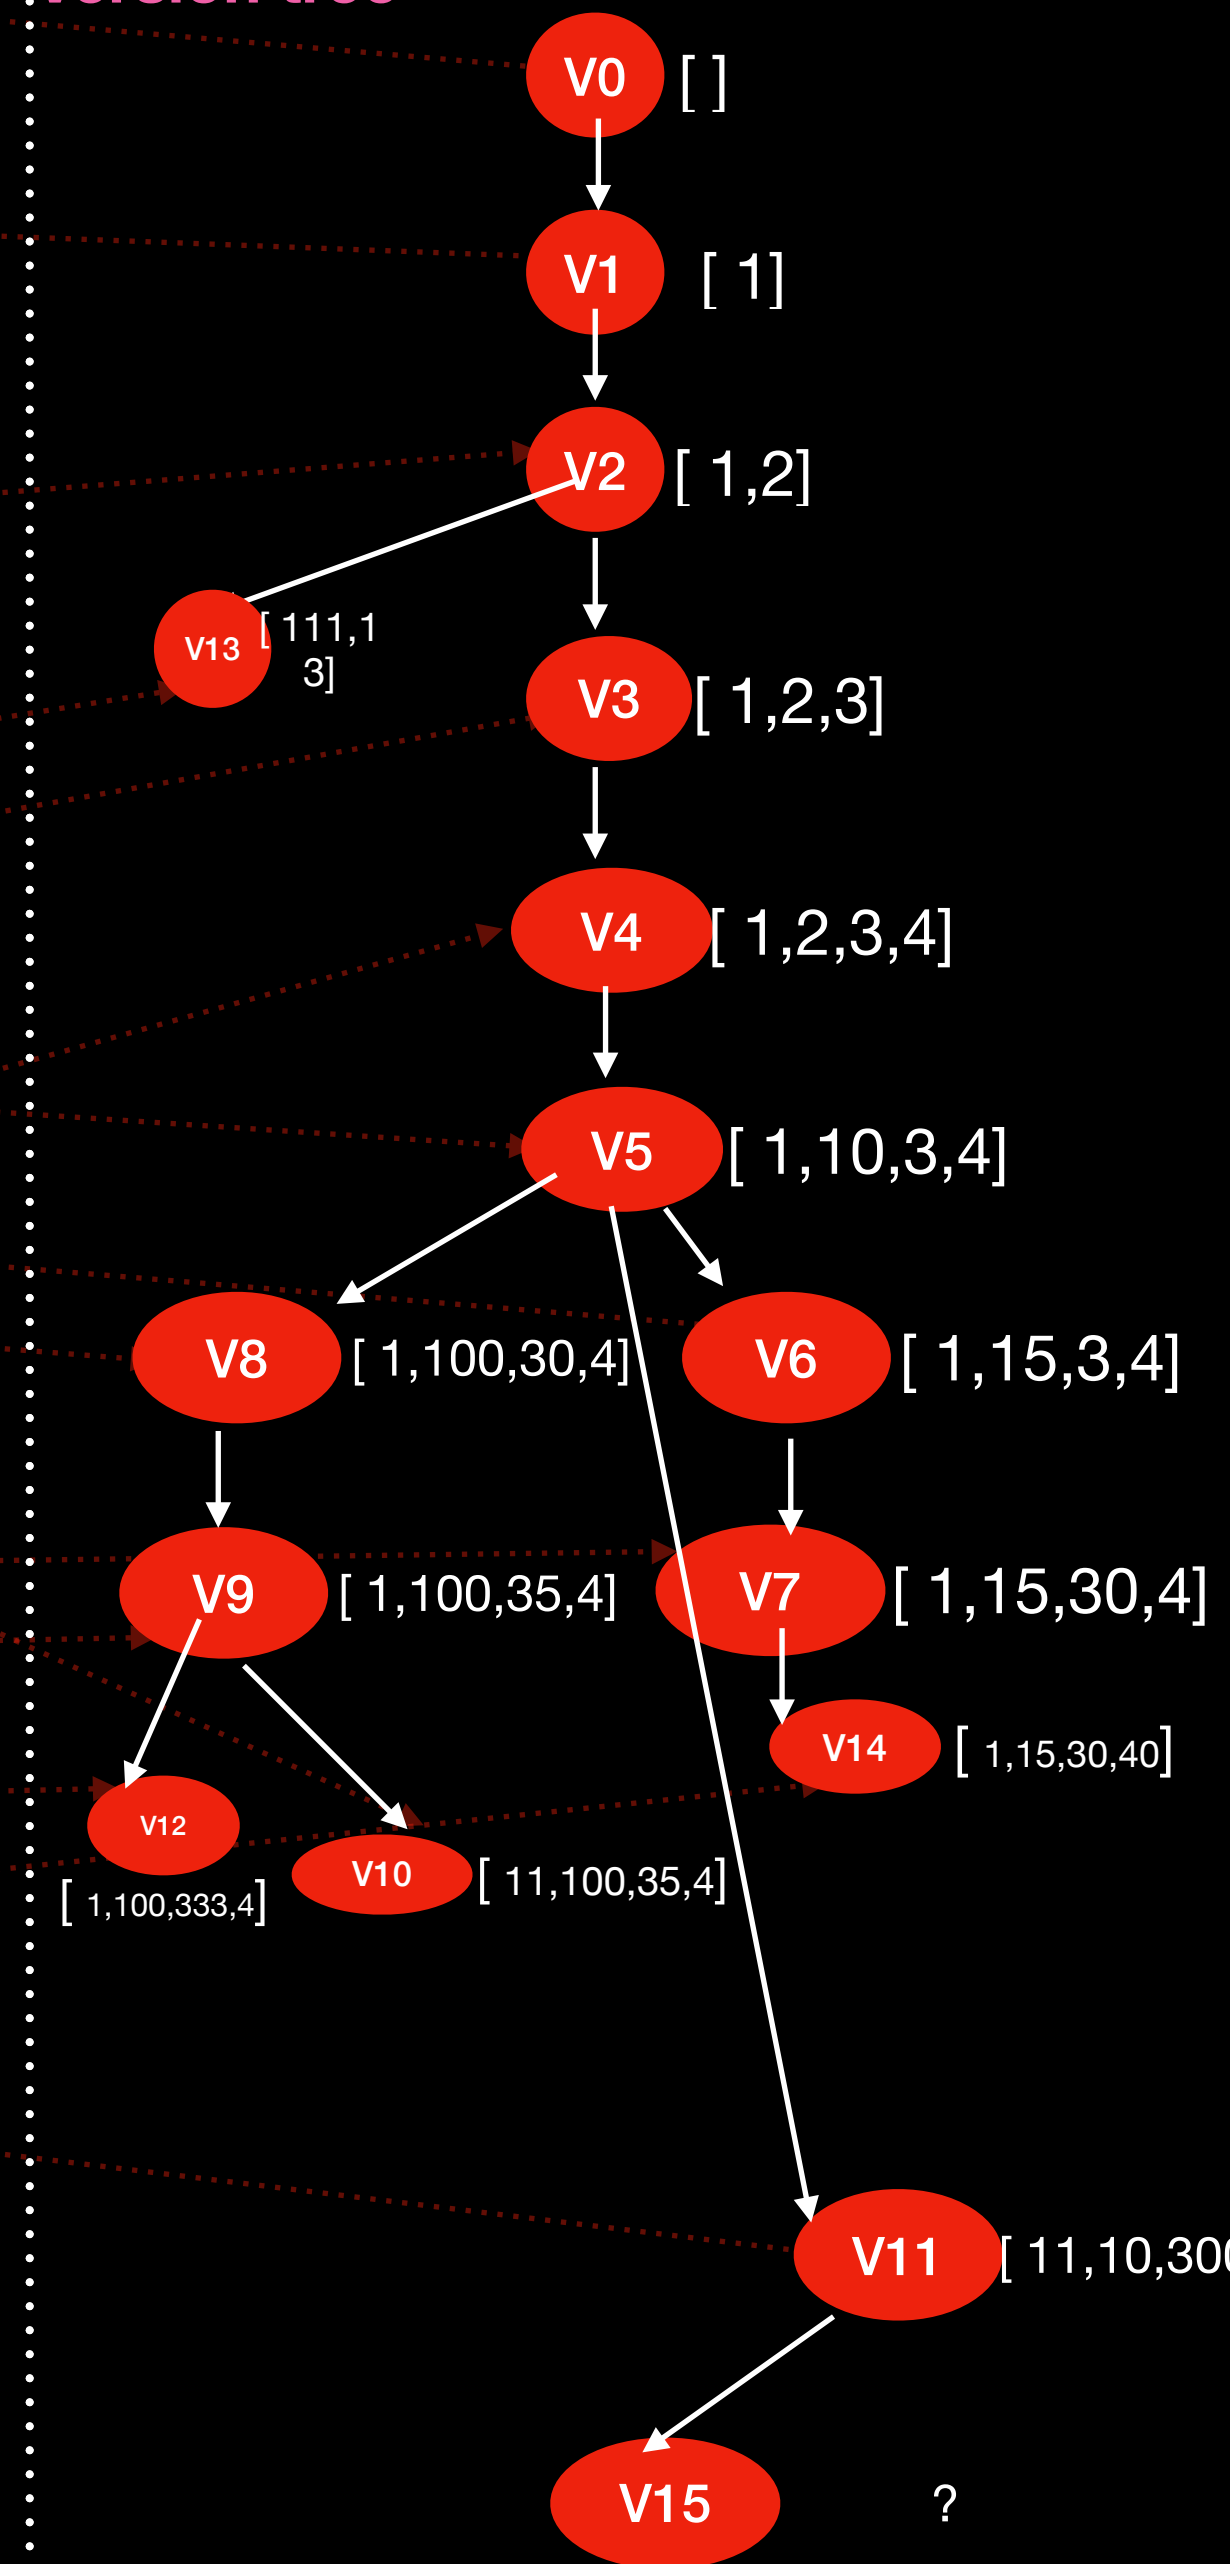 V0 [ ]
V1 [ 1]
V2 [ 1,2]
V13 [ 111,1
3]
V3 [ 1,2,3]
V4 [ 1,2,3,4]
V5 [ 1,10,3,4]
V8 [ 1,100,30,4] V6 [ 1,15,3,4]
V9 [ 1,100,35,4] V7 [ 1,15,30,4]
V14 [ 1,15,30,40]
V12
V10 [ 11,100,35,4]
[ 1,100,333,4]
V11 [ 11,10,300
V15 ?